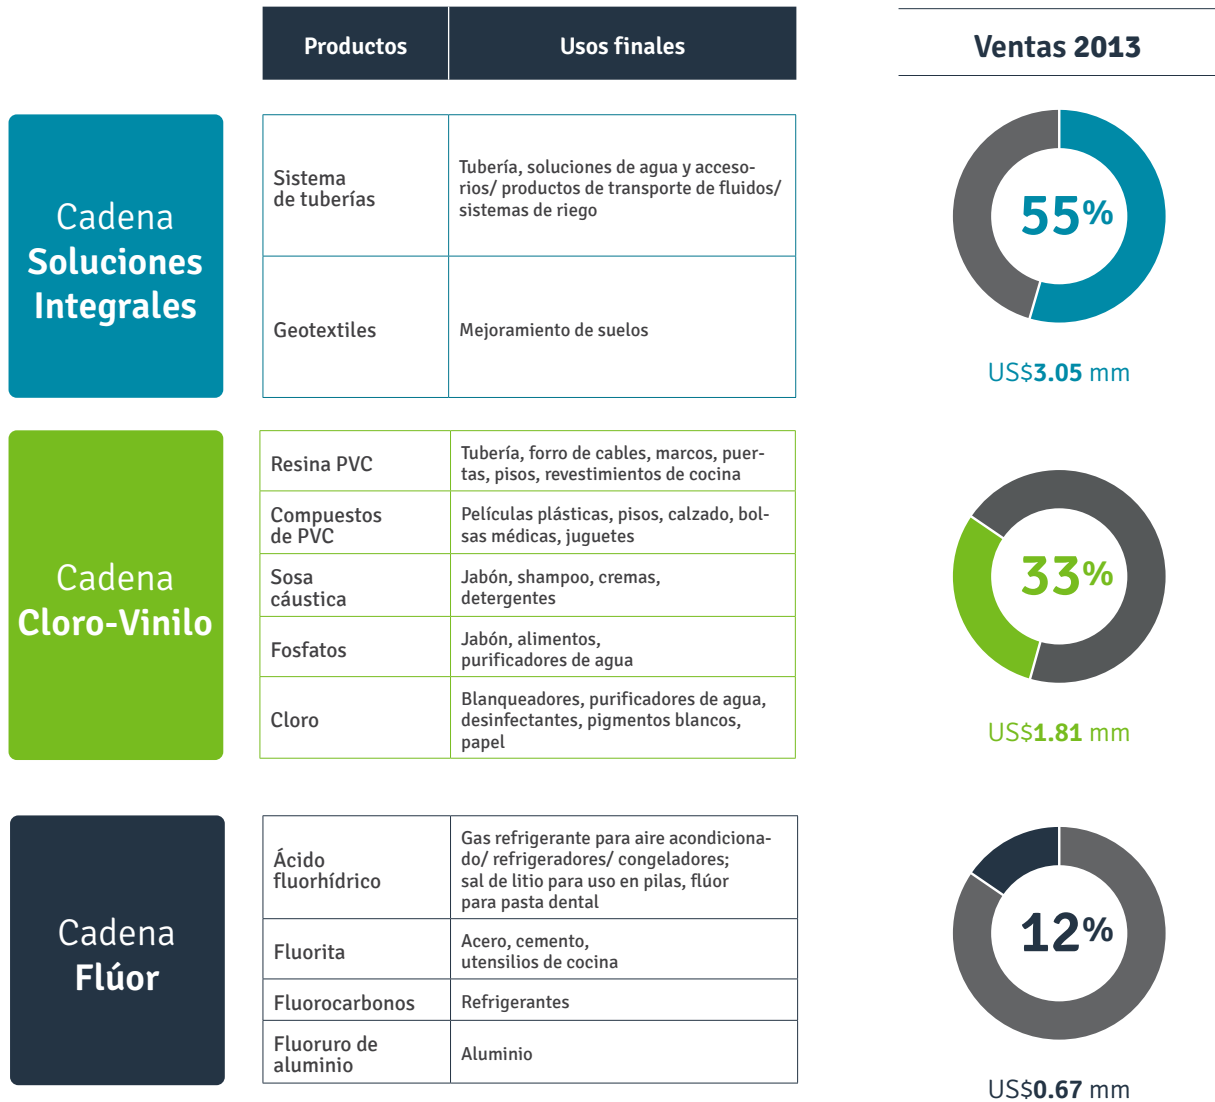 Productos
Usos finales
Ventas 2013
Cadena
Soluciones
Integrales
Sistema
de tuberías
Tubería, soluciones de agua y acceso-
rios/ productos de transporte de fluidos/
sistemas de riego
Geotextiles
Mejoramiento de suelos
55%
US$3.05 mm
Cadena
Cloro-Vinilo
Resina PVC
Tubería, forro de cables, marcos, puer-
tas, pisos, revestimientos de cocina
Compuestos
de PVC
Películas plásticas, pisos, calzado, bol-
sas médicas, juguetes
Sosa
cáustica
Jabón, shampoo, cremas,
detergentes
Fosfatos
Jabón, alimentos,
purificadores de agua
Cloro
Blanqueadores, purificadores de agua,
desinfectantes, pigmentos blancos,
papel
33%
US$1.81 mm
Cadena
Flúor
Ácido
fluorhídrico
Gas refrigerante para aire acondiciona-
do/ refrigeradores/ congeladores;
sal de litio para uso en pilas, flúor
para pasta dental
Fluorita
Acero, cemento,
utensilios de cocina
Fluorocarbonos
Refrigerantes
Fluoruro de
aluminio
Aluminio
12%
US$0.67 mm